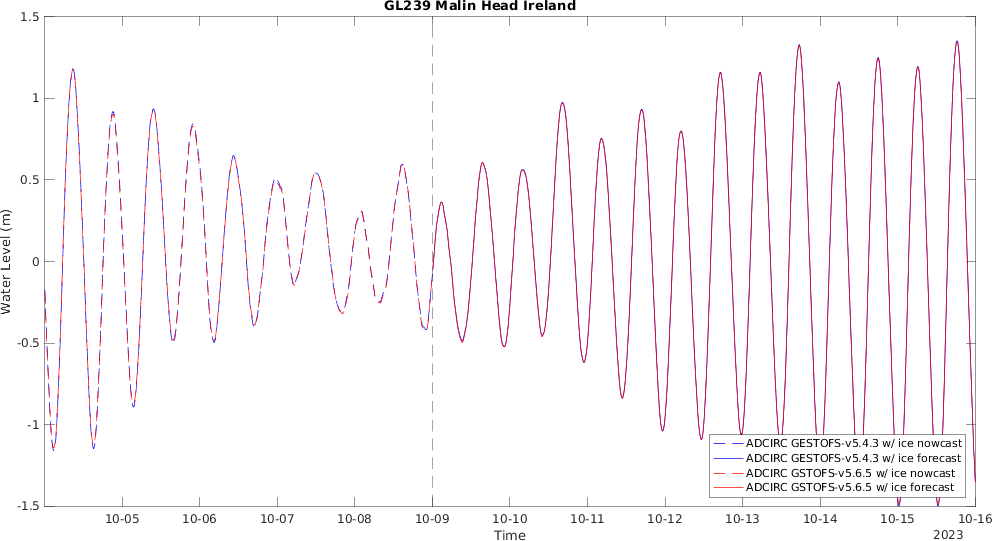 GL239 Malin Head Ireland
1.5
1
0.5
0
-0.5
-1
-1.5
Water Level (m)
ADCIRC GESTOFS-v5.4.3 w/ ice nowcast
ADCIRC GESTOFS-v5.4.3 w/ ice forecast
ADCIRC GSTOFS-v5.6.5 w/ ice nowcast
ADCIRC GSTOFS-v5.6.5 w/ ice forecast
10-05 10-06 10-07 10-08 10-09 10-10 10-11 10-12 10-13 10-14 10-15 10-16
Time
2023